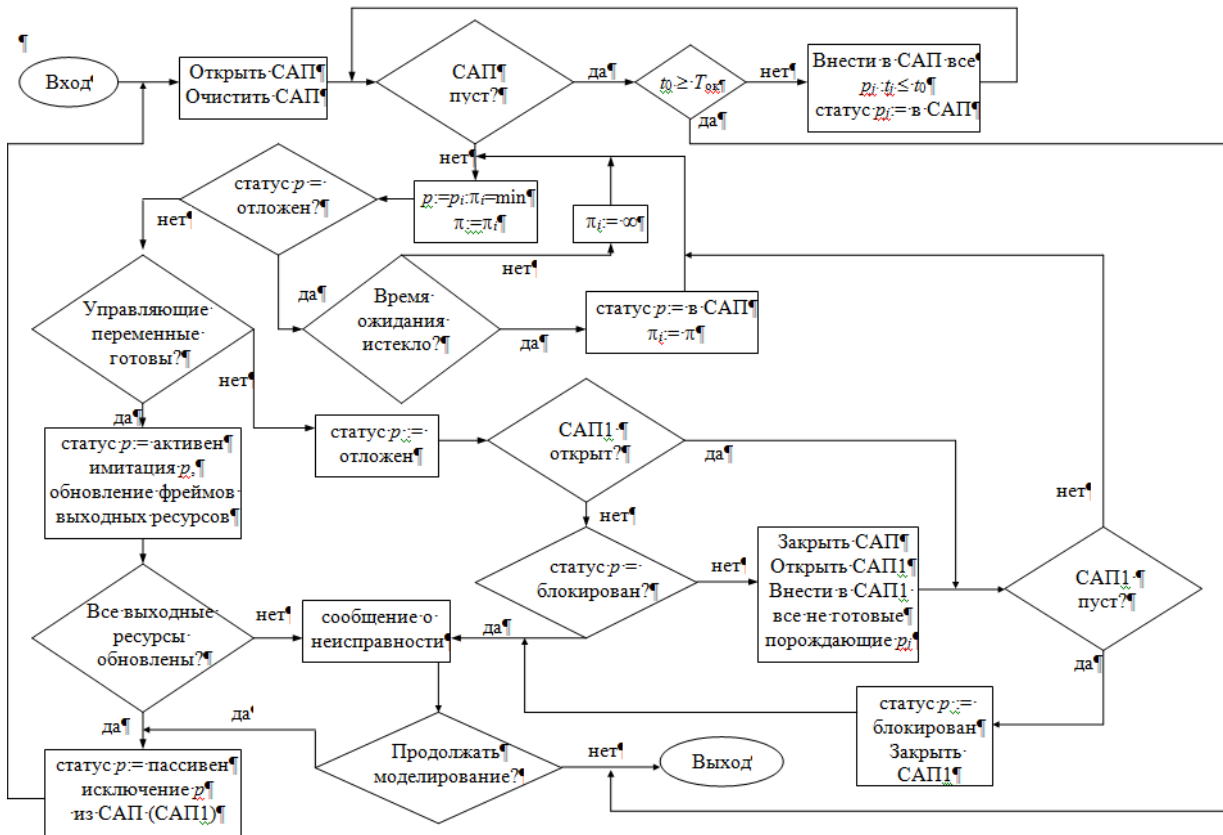 ¶
Вход
Открыть САП¶
Очистить САП¶
САП¶
пуст?¶
да¶
t₀ ≥ Tок¶
нет¶
да¶
Внести в САП все
pᵢ :tᵢ ≤ t₀¶
статус pᵢ:= в САП¶
нет¶
p:=pᵢ:πᵢ=min¶
π:=πᵢ¶
статус p =
отложен?¶
нет¶
да¶
πᵢ:= ∞¶
нет¶
Время
ожидания
истекло?¶
да¶
статус p:= в САП¶
πᵢ:= π¶
Управляющие
переменные
готовы?¶
нет¶
да¶
статус p :=
отложен¶
САП1
открыт?¶
да¶
нет¶
нет¶
статус p:= активен¶
имитация p,¶
обновление фреймов
выходных ресурсов¶
статус p =
блокирован?¶
нет¶
да¶
Закрыть САП¶
Открыть САП1¶
Внести в САП1
все не готовые
порождающие pᵢ¶
САП1
пуст?¶
да¶
Все выходные
ресурсы
обновлены?¶
нет¶
да¶
сообщение о
неисправности¶
статус p :=
блокирован¶
Закрыть
САП1¶
Продолжать
моделирование?¶
да¶
нет¶
Выход
статус p:= пассивен¶
исключение p
из САП (САП1)¶